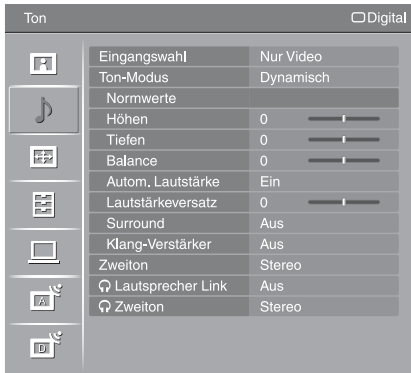 Ton Digital
Eingangswahl Nur Video
Ton-Modus Dynamisch
Normwerte
Höhen 0
Tiefen 0
Balance 0
Autom. Lautstärke Ein
Lautstärkeversatz 0
Surround Aus
Klang-Verstärker Aus
Zweiton Stereo
Lautsprecher Link Aus
Zweiton Stereo
A
D